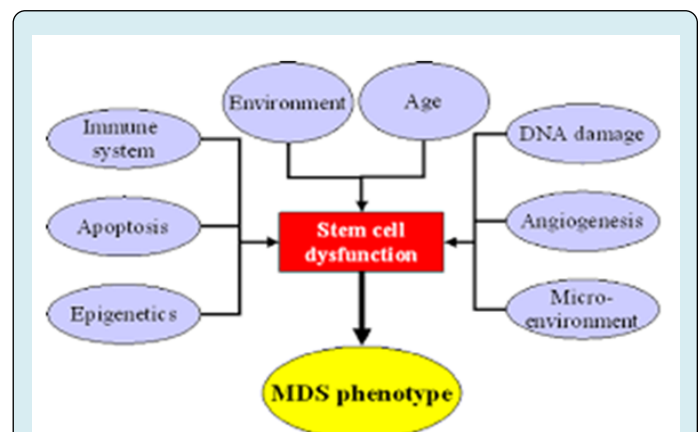 Environment
Age
Immune
system
DNA damage
Apoptosis
Stem cell
dysfunction
Angiogenesis
Epigenetics
Micro-
environment
MDS phenotype